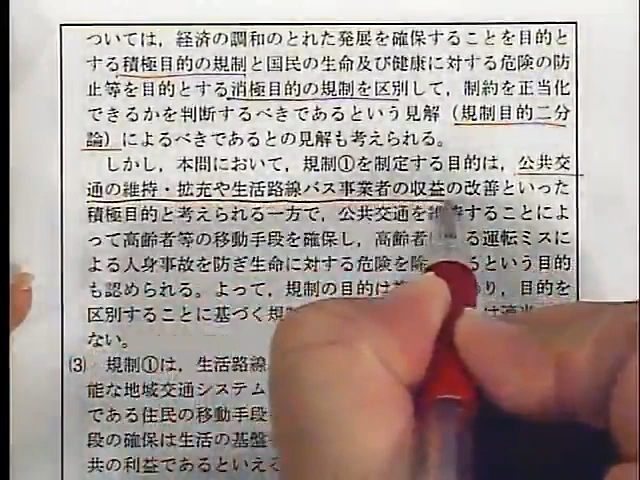 ついては，経済の調和のとれた発展を確保することを目的と
する積極目的の規制と国民の生命及び健康に対する危険の防
止等を目的とする消極目的の規制を区別して，制約を正当化
できるかを判断するべきであるという見解（規制目的二分
論）によるべきであるとの見解も考えられる。
しかし，本問において，規制①を制定する目的は，公共交
通の維持・拡充や生活路線バス事業者の収益の改善といった
積極目的と考えられる一方で，公共交通を維持することによ
って高齢者等の移動手段を確保し，高齢者 る運転ミスに
よる人身事故を防ぎ生命に対する危険を除 るという目的
も認められる。よって，規制の目的は り，目的を
区別することに基づく規
ない。
(3) 規制①は，生活路線
能な地域交通システム
である住民の移動手段
段の確保は生活の基盤
共の利益であるといえ